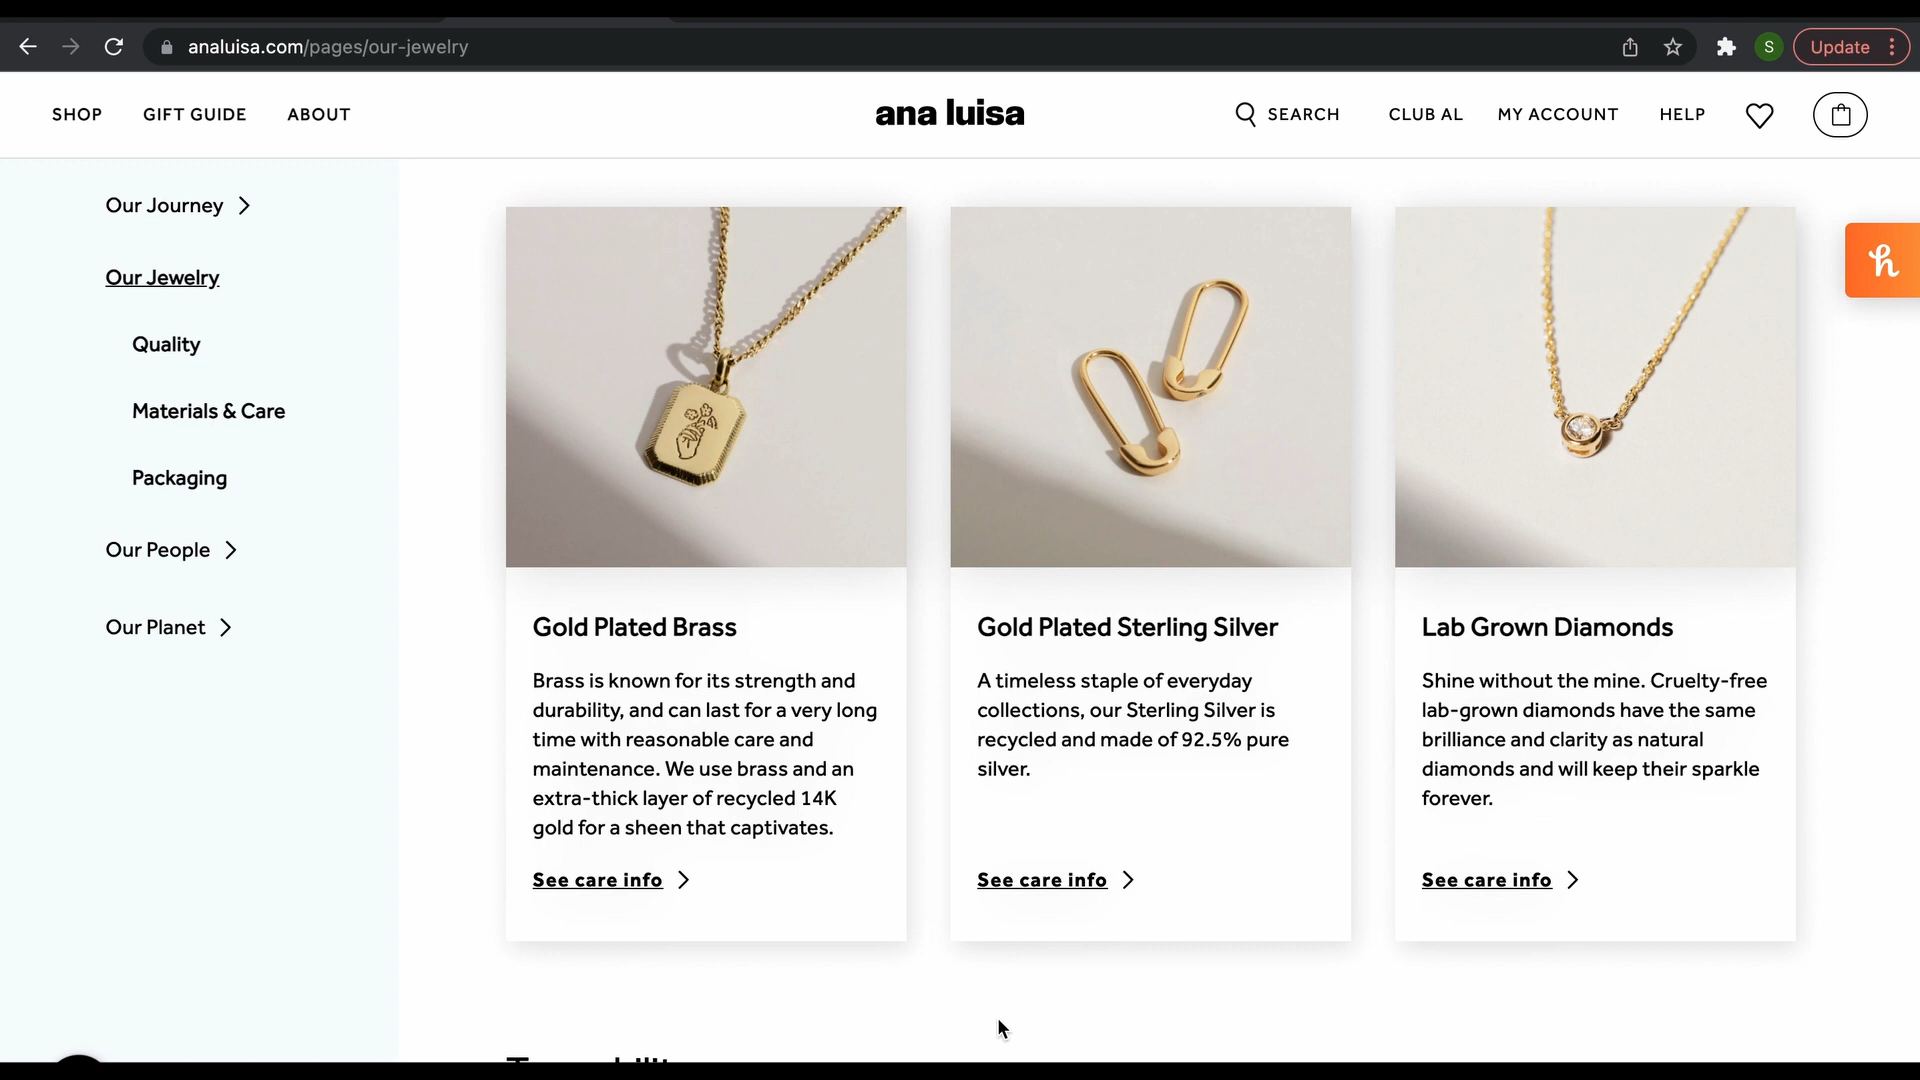 analuisa.com/pages/our-jewelry
S
Update
SHOP
GIFT GUIDE
ABOUT
ana luisa
SEARCH
CLUB AL
MY ACCOUNT
HELP
Our Journey
Our Jewelry
Quality
Materials & Care
Packaging
Our People
Our Planet
Gold Plated Brass
Brass is known for its strength and
durability, and can last for a very long
time with reasonable care and
maintenance. We use brass and an
extra-thick layer of recycled 14K
gold for a sheen that captivates.
See care info
Gold Plated Sterling Silver
A timeless staple of everyday
collections, our Sterling Silver is
recycled and made of 92.5% pure
silver.
See care info
Lab Grown Diamonds
Shine without the mine. Cruelty-free
lab-grown diamonds have the same
brilliance and clarity as natural
diamonds and will keep their sparkle
forever.
See care info
h